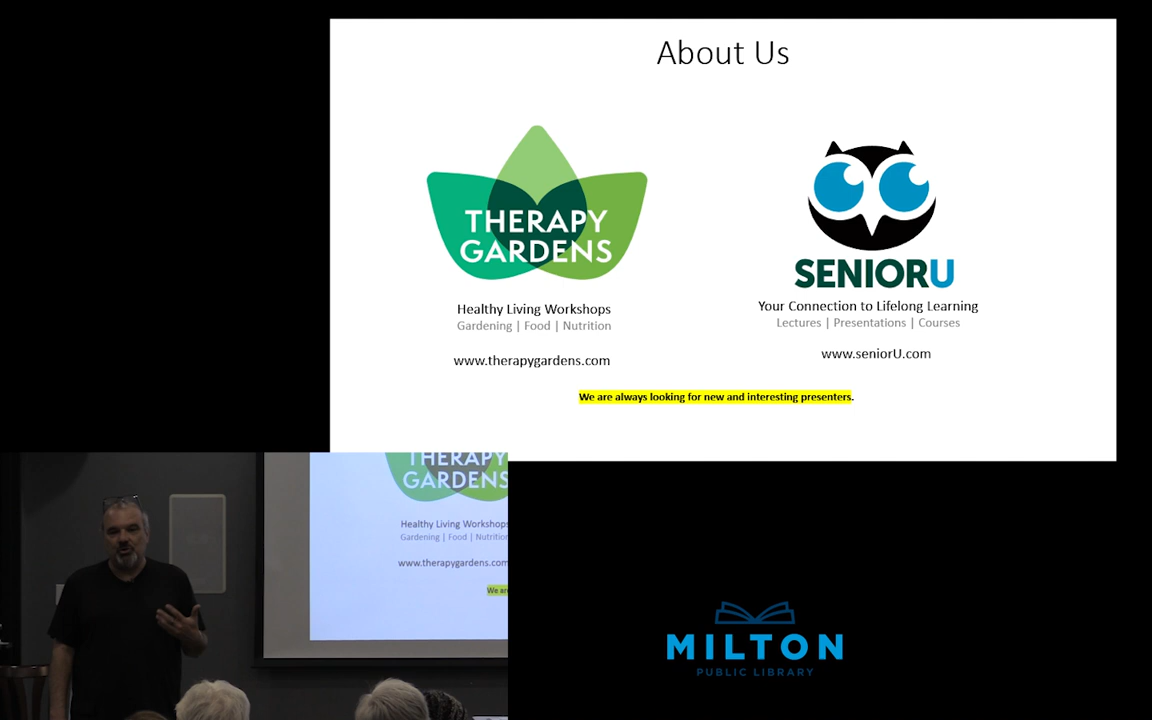 About Us
THERAPY
GARDENS
Healthy Living Workshops
Gardening | Food | Nutrition
www.therapygardens.com
SENIORU
Your Connection to Lifelong Learning
Lectures | Presentations | Courses
www.seniorU.com
We are always looking for new and interesting presenters.
THERAPY
GARDENS
Healthy Living Workshops
Gardening | Food | Nutrition
www.therapygardens.com
We are
MILTON
PUBLIC LIBRARY